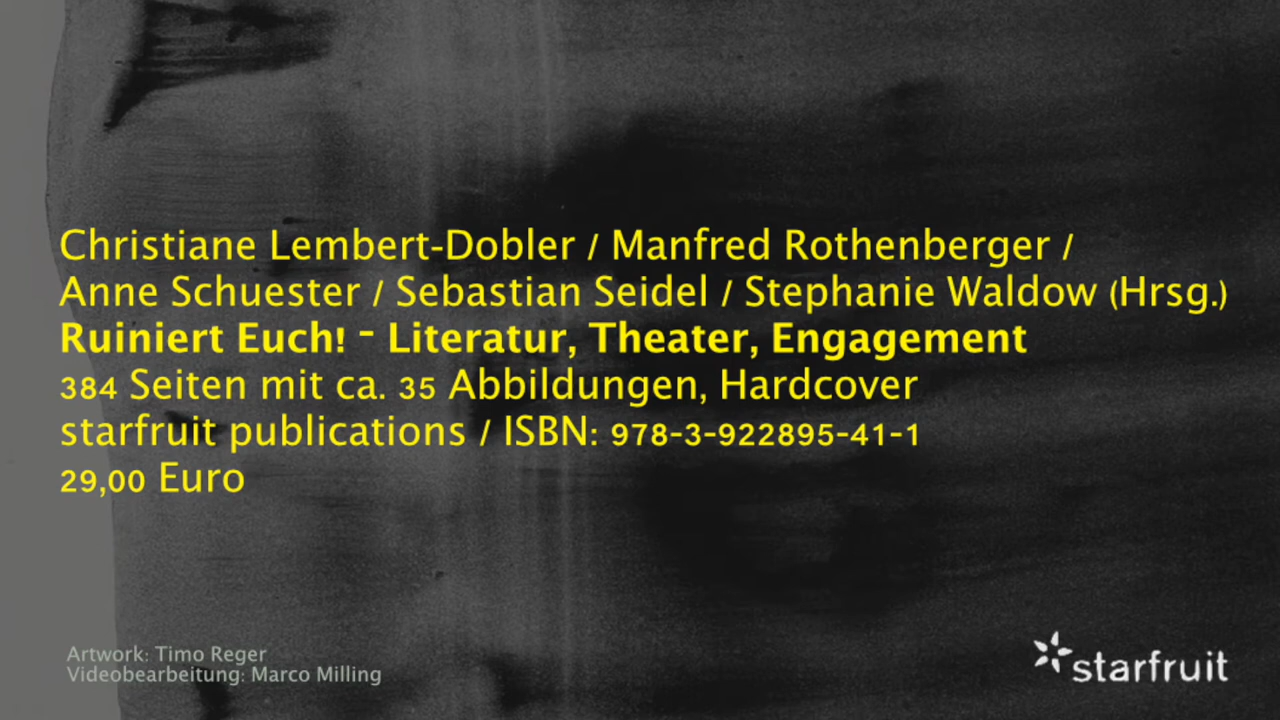 Christiane Lembert-Dobler / Manfred Rothenberger /
Anne Schuester / Sebastian Seidel / Stephanie Waldow (Hrsg.)
Ruiniert Euch! - Literatur, Theater, Engagement
384 Seiten mit ca. 35 Abbildungen, Hardcover
starfruit publications / ISBN: 978-3-922895-41-1
29,00 Euro
Artwork: Timo Reger
Videobearbeitung: Marco Milling
starfruit